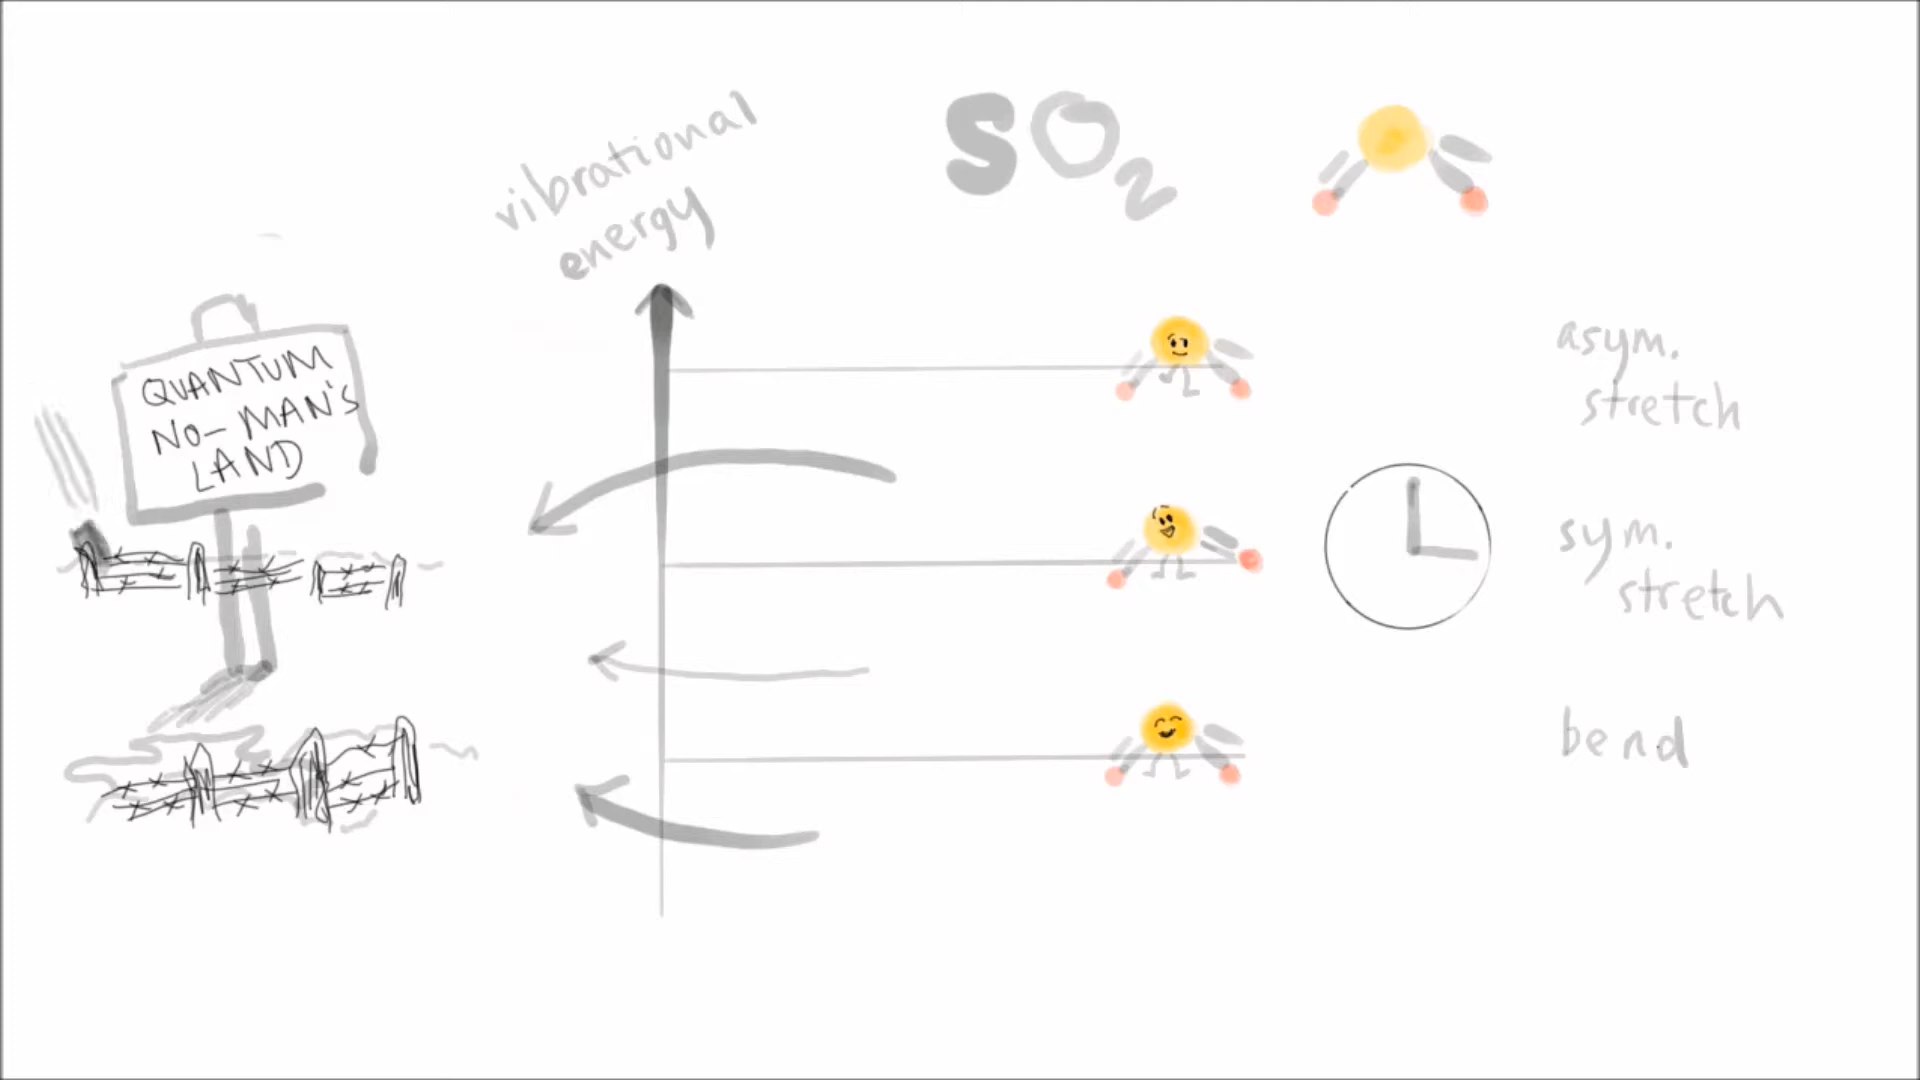 vibrational
energy
SO2
QUANTUM
NO-MAN'S
LAND
asym.
stretch
sym.
stretch
bend